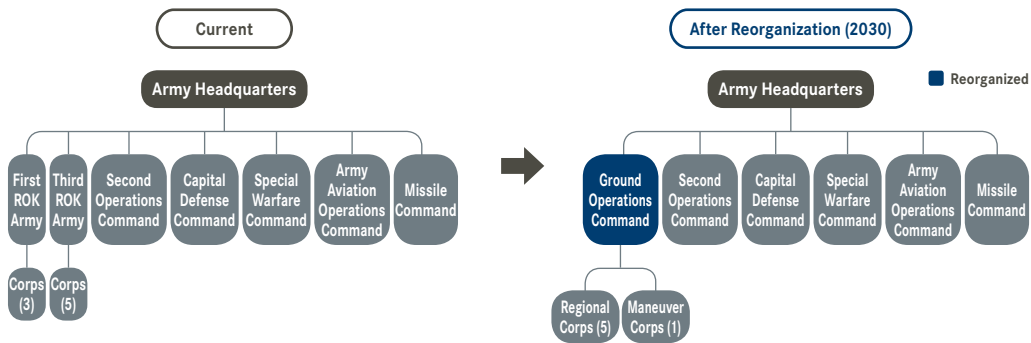 Current
Army Headquarters
First
ROK
Army
Third
ROK
Army
Second
Operations
Command
Capital
Defense
Command
Special
Warfare
Command
Army
Aviation
Operations
Command
Missile
Command
Corps
(3)
Corps
(5)
After Reorganization (2030)
Army Headquarters
Reorganized
Ground
Operations
Command
Second
Operations
Command
Capital
Defense
Command
Special
Warfare
Command
Army
Aviation
Operations
Command
Missile
Command
Regional
Corps (5)
Maneuver
Corps (1)